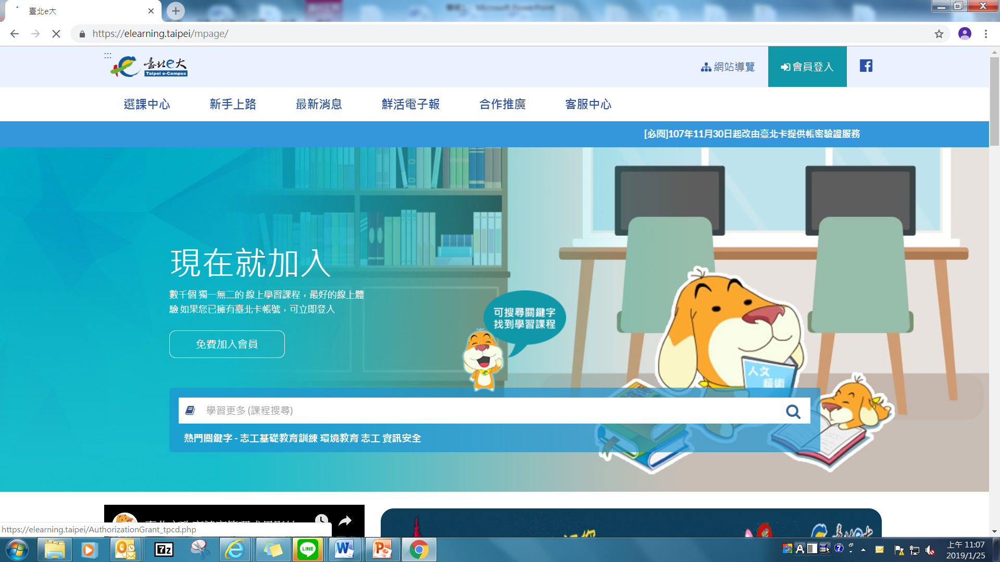 臺北e大
https://elearning.taipei/mpage/
臺北e大
Taipei e-Campus
網站導覽
會員登入
選課中心 新手上路 最新消息 鮮活電子報 合作推廣 客服中心
[必閱]107年11月30日起改由臺北卡提供帳密驗證服務
現在就加入
數千個 獨一無二的 線上學習課程，最好的線上體
驗 如果您已擁有臺北卡帳號，可立即登入
免費加入會員
可搜尋關鍵字
找到學習課程
人文
藝術
學習更多 (課程搜尋)
熱門關鍵字 - 志工基礎教育訓練 環境教育 志工 資訊安全
https://elearning.taipei/AuthorizationGrant_tpcd.php
7z
LINE
上午 11:07
2019/1/25